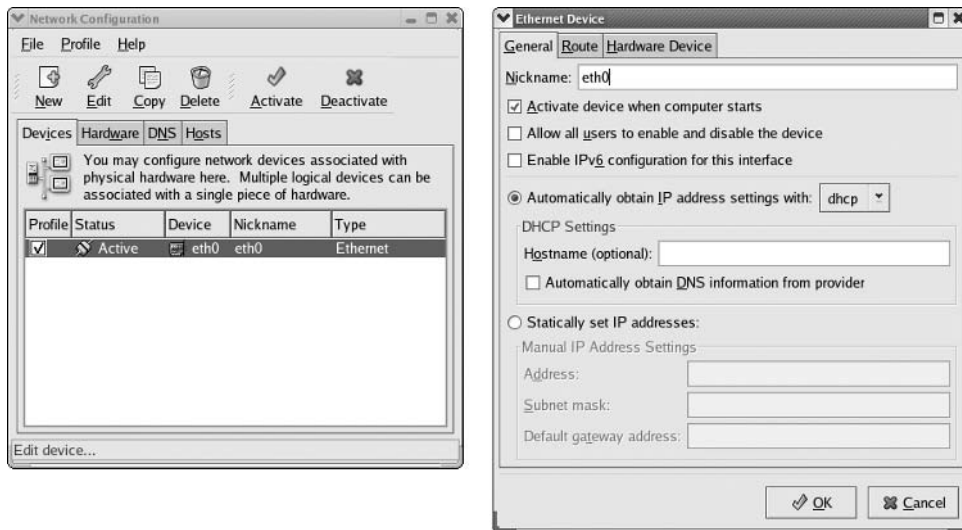 Network Configuration
File Profile Help
New Edit Copy Delete Activate Deactivate
Devices Hardware DNS Hosts
You may configure network devices associated with
physical hardware here. Multiple logical devices can be
associated with a single piece of hardware.
Profile Status Device Nickname Type
Active eth0 eth0 Ethernet
Edit device...
Ethernet Device
General Route Hardware Device
Nickname: eth0
Activate device when computer starts
Allow all users to enable and disable the device
Enable IPv6 configuration for this interface
Automatically obtain IP address settings with: dhcp
DHCP Settings
Hostname (optional):
Automatically obtain DNS information from provider
Statically set IP addresses:
Manual IP Address Settings
Address:
Subnet mask:
Default gateway address:
OK Cancel